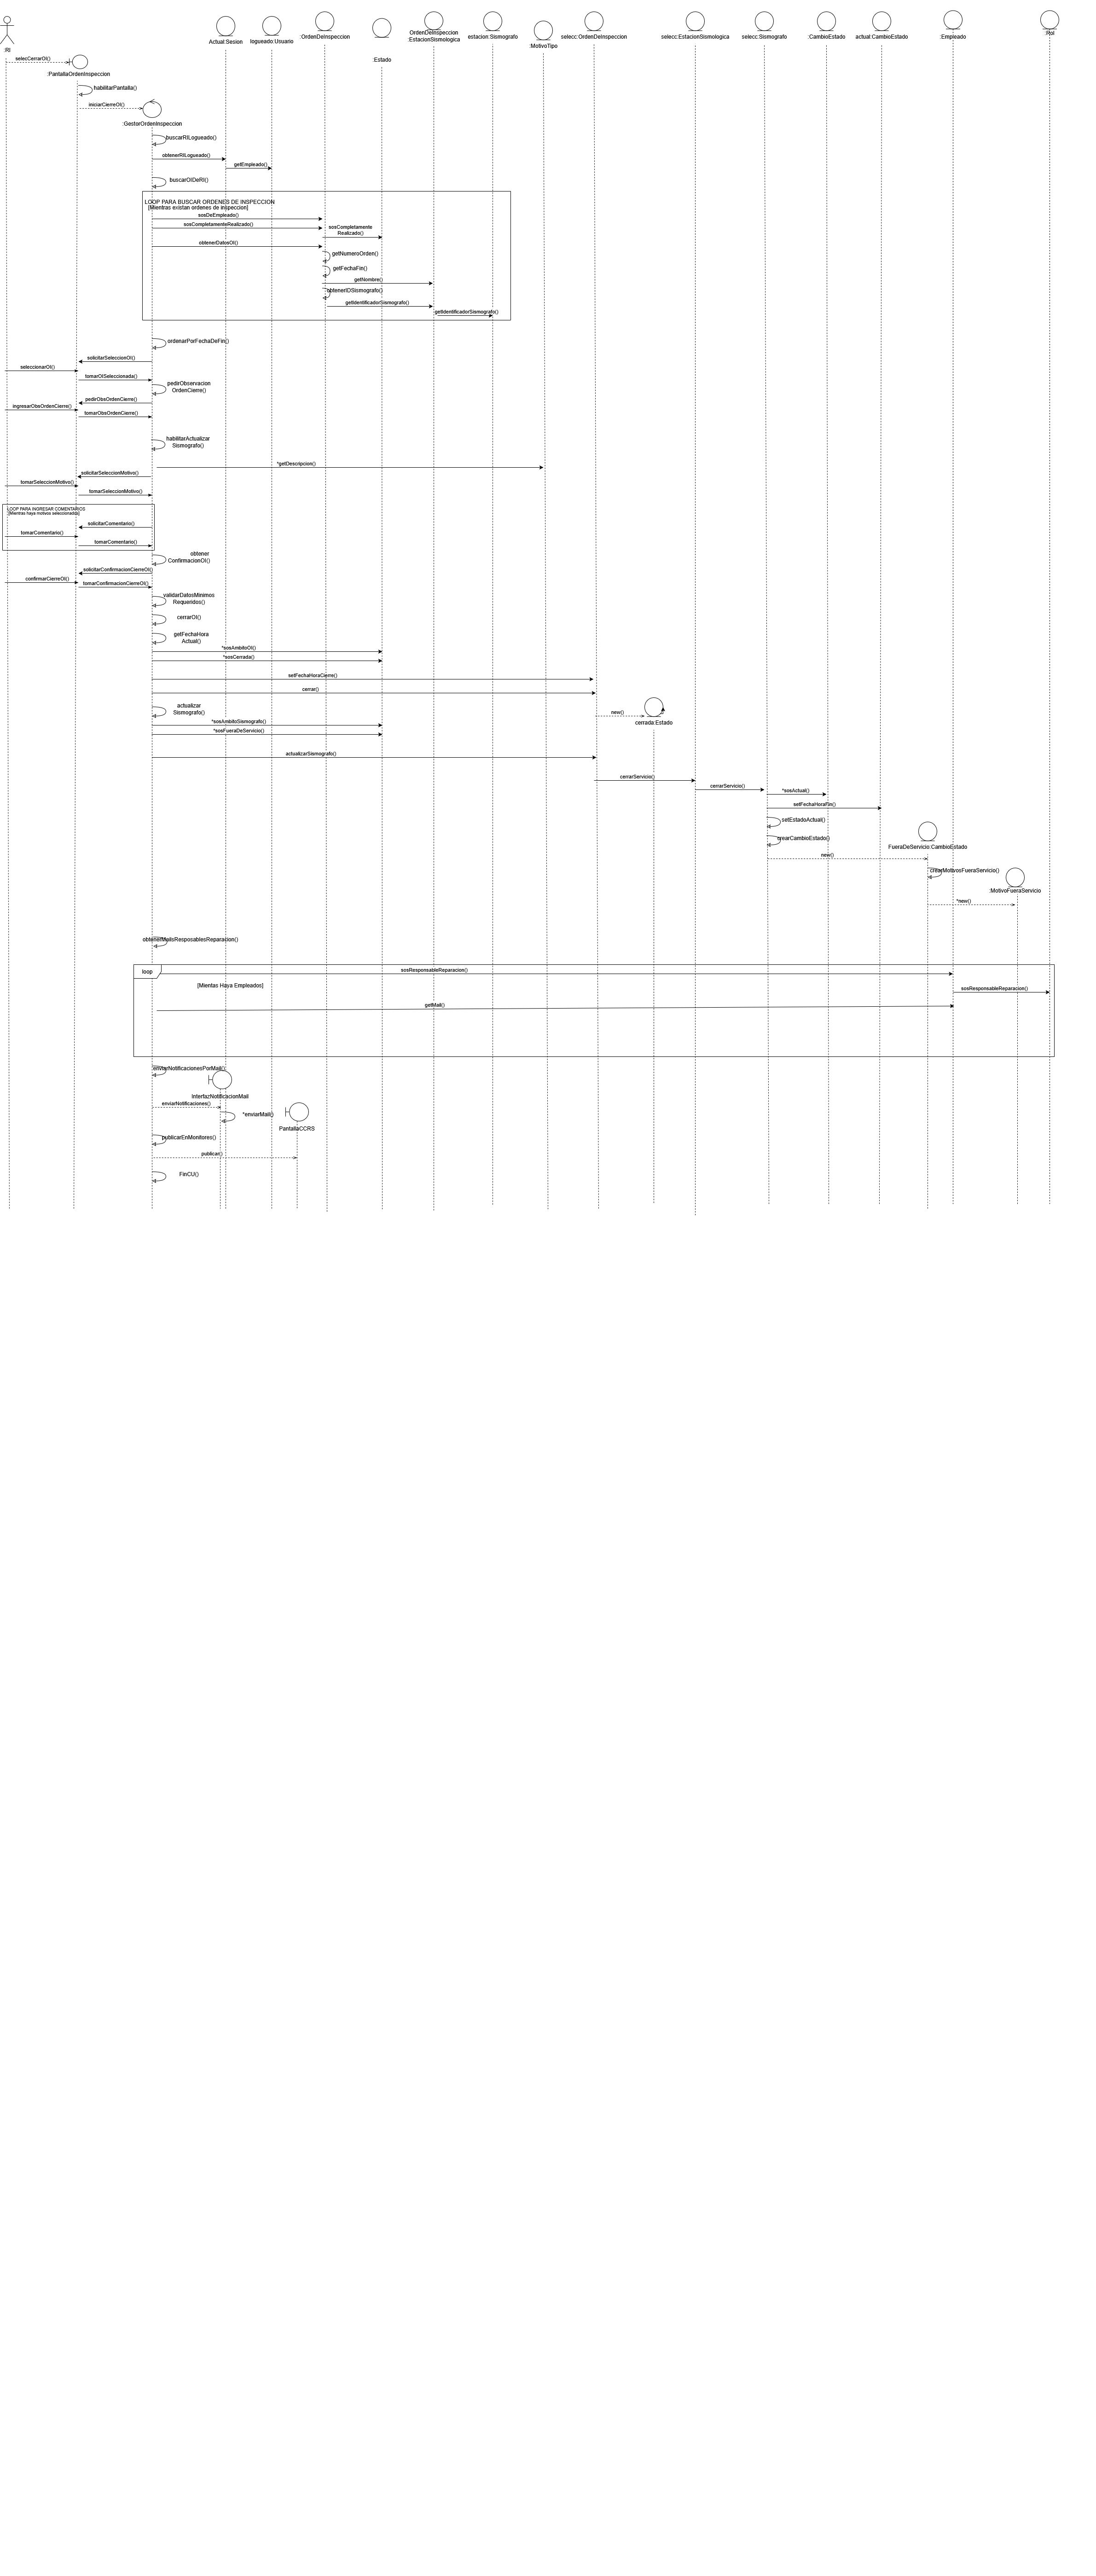 :RI
Actual:Sesion
logueado:Usuario
:OrdenDeInspeccion
:Estado
OrdenDeInspeccion
:EstacionSismologica
estacion:Sismografo
:MotivoTipo
selecc:OrdenDeInspeccion
selecc:EstacionSismologica
selecc:Sismografo
:CambioEstado
actual:CambioEstado
:Empleado
:Rol
selecCerrarOI()
:PantallaOrdenInspeccion
habilitarPantalla()
iniciarCierreOI()
:GestorOrdenInspeccion
buscarRILogueado()
obtenerRILogueado()
getEmpleado()
buscarOIDeRI()
LOOP PARA BUSCAR ORDENES DE INSPECCION
[Mientras existan ordenes de inspeccion]
sosDeEmpleado()
sosCompletamenteRealizado()
sosCompletamente
Realizado()
obtenerDatosOI()
getNumeroOrden()
getFechaFin()
getNombre()
obtenerIDSismografo()
getIdentificadorSismografo()
getIdentificadorSismografo()
ordenarPorFechaDeFin()
solicitarSeleccionOI()
seleccionarOI()
tomarOISeleccionada()
pedirObservacion
OrdenCierre()
pedirObsOrdenCierre()
ingresarObsOrdenCierre()
tomarObsOrdenCierre()
habilitarActualizar
Sismografo()
*getDescripcion()
solicitarSeleccionMotivo()
tomarSeleccionMotivo()
tomarSeleccionMotivo()
LOOP PARA INGRESAR COMENTARIOS
[Mientras haya motivos seleccionados]
solicitarComentario()
tomarComentario()
tomarComentario()
obtener
ConfirmacionOI()
solicitarConfirmacionCierreOI()
confirmarCierreOI()
tomarConfirmacionCierreOI()
validarDatosMinimos
Requeridos()
cerrarOI()
getFechaHora
Actual()
*sosAmbitoOI()
*sosCerrada()
setFechaHoraCierre()
cerrar()
actualizar
Sismografo()
new()
cerrada:Estado
*sosAmbitoSismografo()
*sosFueraDeServicio()
actualizarSismografo()
cerrarServicio()
cerrarServicio()
*sosActual()
setFechaHoraFin()
setEstadoActual()
crearCambioEstado()
FueraDeServicio:CambioEstado
new()
crearMotivosFueraServicio()
:MotivoFueraServicio
*new()
obtenerMailsResposablesReparacion()
loop
sosResponsableReparacion()
[Mientas Haya Empleados]
sosResponsableReparacion()
getMail()
enviarNotificacionesPorMail()
InterfazNotificacionMail
enviarNotificaciones()
*enviarMail()
PantallaCCRS
publicarEnMonitores()
publicar()
FinCU()